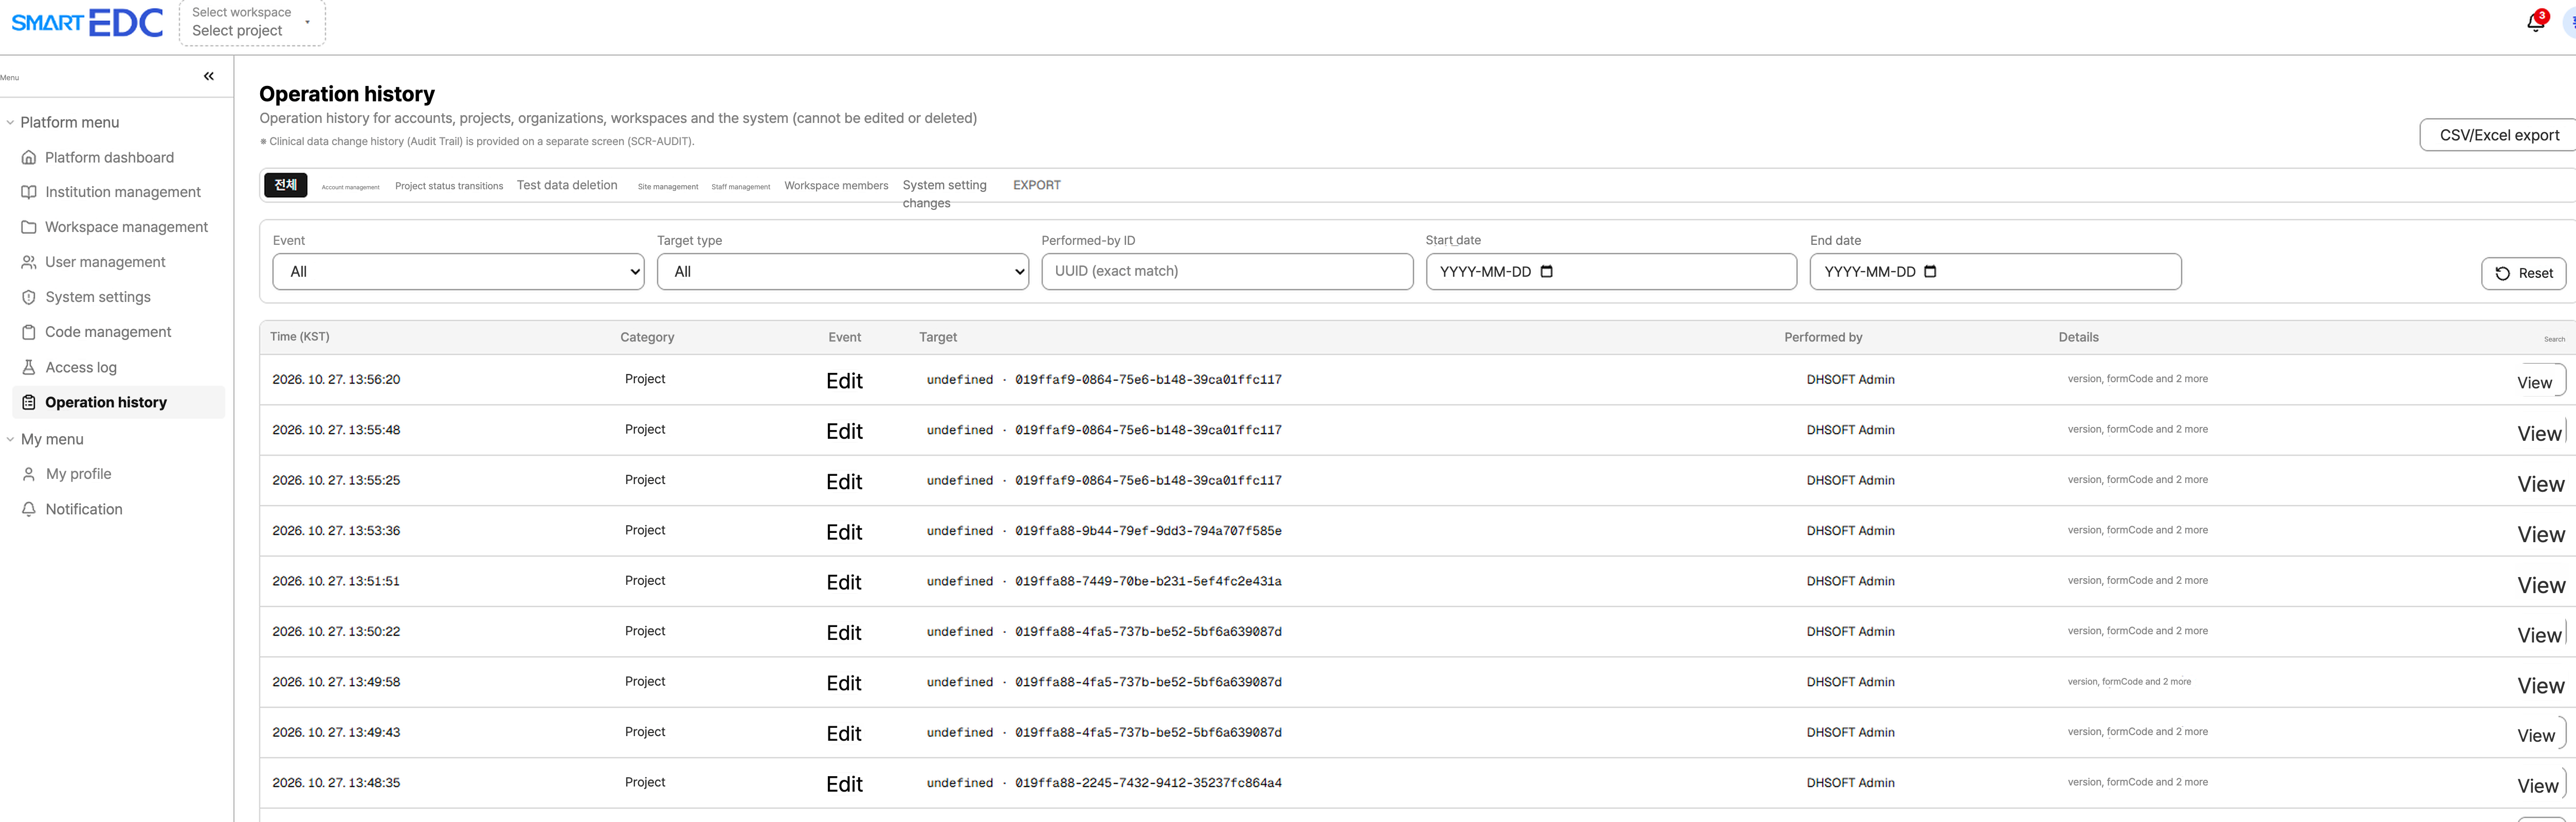 SMART EDC
Select workspace
Select project
3
Menu
Platform menu
Platform dashboard
Institution management
Workspace management
User management
System settings
Code management
Access log
Operation history
My menu
My profile
Notification
Operation history
Operation history for accounts, projects, organizations, workspaces and the system (cannot be edited or deleted)
※ Clinical data change history (Audit Trail) is provided on a separate screen (SCR-AUDIT).
CSV/Excel export
전체 Account management Project status transitions Test data deletion Site management Staff management Workspace members System setting changes EXPORT
Event Target type Performed-by ID Start date End date
All All UUID (exact match) YYYY-MM-DD YYYY-MM-DD Reset
Time (KST) Category Event Target Performed by Details Search
2026. 10. 27. 13:56:20 Project Edit undefined · 019ffaf9-0864-75e6-b148-39ca01ffc117 DHSOFT Admin version, formCode and 2 more View
2026. 10. 27. 13:55:48 Project Edit undefined · 019ffaf9-0864-75e6-b148-39ca01ffc117 DHSOFT Admin version, formCode and 2 more View
2026. 10. 27. 13:55:25 Project Edit undefined · 019ffaf9-0864-75e6-b148-39ca01ffc117 DHSOFT Admin version, formCode and 2 more View
2026. 10. 27. 13:53:36 Project Edit undefined · 019ffa88-9b44-79ef-9dd3-794a707f585e DHSOFT Admin version, formCode and 2 more View
2026. 10. 27. 13:51:51 Project Edit undefined · 019ffa88-7449-70be-b231-5ef4fc2e431a DHSOFT Admin version, formCode and 2 more View
2026. 10. 27. 13:50:22 Project Edit undefined · 019ffa88-4fa5-737b-be52-5bf6a639087d DHSOFT Admin version, formCode and 2 more View
2026. 10. 27. 13:49:58 Project Edit undefined · 019ffa88-4fa5-737b-be52-5bf6a639087d DHSOFT Admin version, formCode and 2 more View
2026. 10. 27. 13:49:43 Project Edit undefined · 019ffa88-4fa5-737b-be52-5bf6a639087d DHSOFT Admin version, formCode and 2 more View
2026. 10. 27. 13:48:35 Project Edit undefined · 019ffa88-2245-7432-9412-35237fc864a4 DHSOFT Admin version, formCode and 2 more View